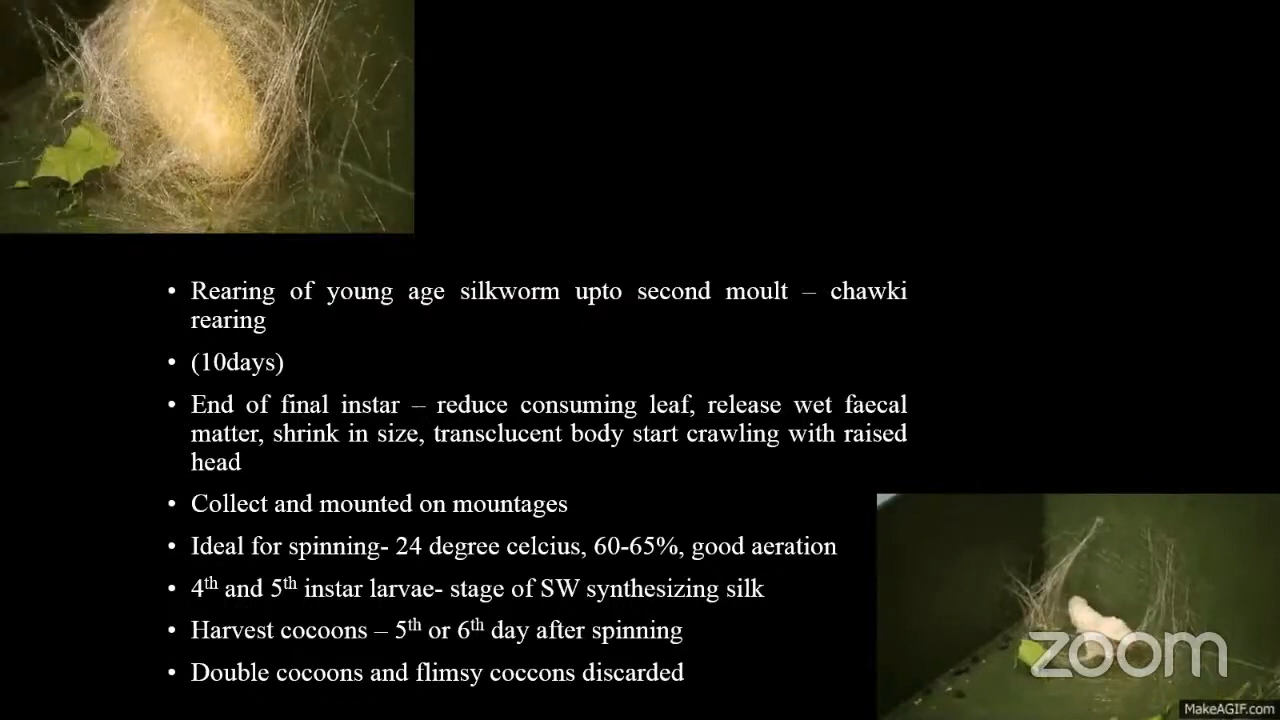 • Rearing of young age silkworm upto second moult – chawki
rearing
• (10days)
• End of final instar – reduce consuming leaf, release wet faecal
matter, shrink in size, transclucent body start crawling with raised
head
• Collect and mounted on mountages
• Ideal for spinning- 24 degree celcius, 60-65%, good aeration
• 4th and 5th instar larvae- stage of SW synthesizing silk
• Harvest cocoons – 5th or 6th day after spinning
• Double cocoons and flimsy coccons discarded
zoom
MakeAGIF.com